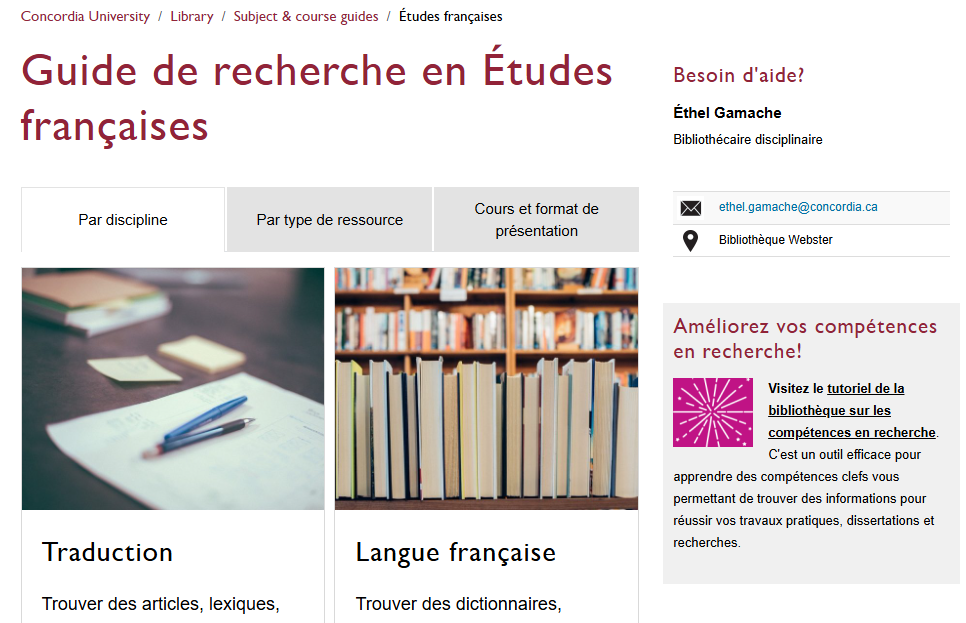 Concordia University / Library / Subject & course guides / Études françaises
Guide de recherche en Études
françaises
Par discipline
Par type de ressource
Cours et format de
présentation
Traduction
Trouver des articles, lexiques,
Langue française
Trouver des dictionnaires,
Besoin d'aide?
Éthel Gamache
Bibliothécaire disciplinaire
ethel.gamache@concordia.ca
Bibliothèque Webster
Améliorez vos compétences
en recherche!
Visitez le tutoriel de la
bibliothèque sur les
compétences en recherche.
C'est un outil efficace pour
apprendre des compétences clefs vous
permettant de trouver des informations pour
réussir vos travaux pratiques, dissertations et
recherches.